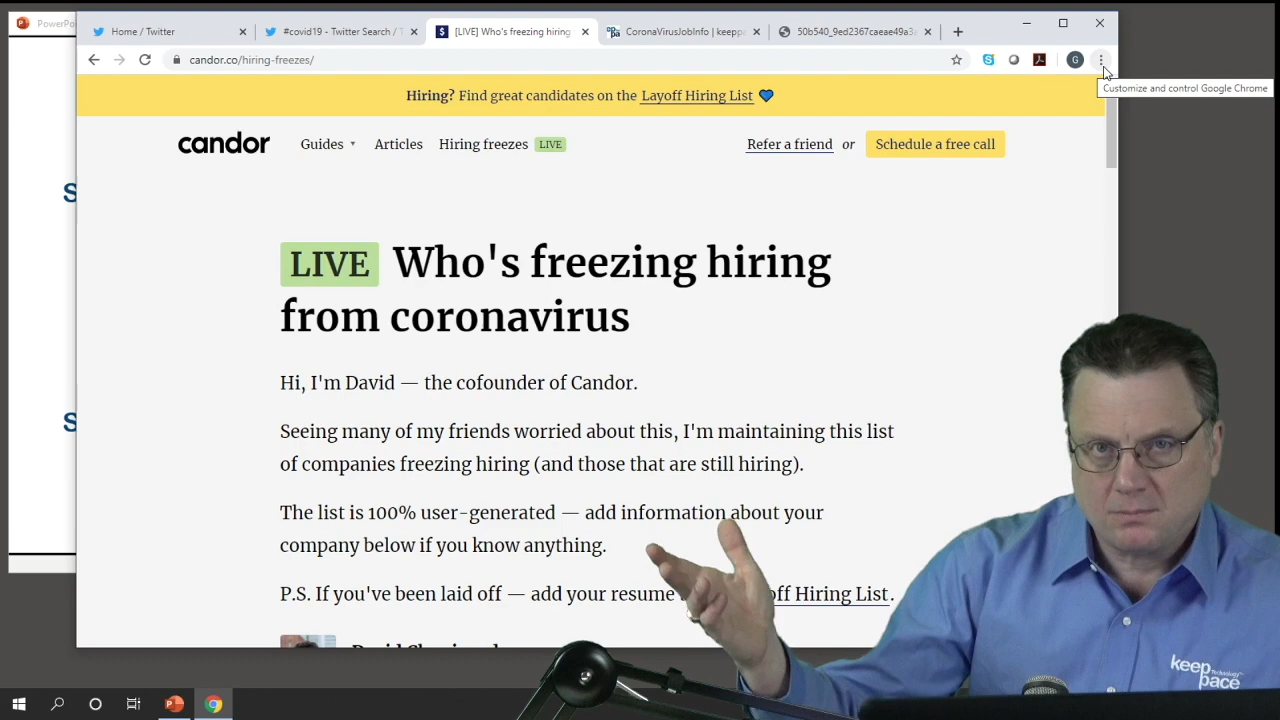 PowerPo
Home / Twitter
#covid19 - Twitter Search / T
[LIVE] Who's freezing hiring
CoronaVirusJobInfo | keeppa
50b540_9ed2367caeae49a3a
candor.co/hiring-freezes/
G
Customize and control Google Chrome
Hiring? Find great candidates on the Layoff Hiring List
candor
Guides
Articles
Hiring freezes LIVE
Refer a friend or Schedule a free call
S
LIVE Who's freezing hiring
from coronavirus
Hi, I'm David — the cofounder of Candor.
Seeing many of my friends worried about this, I'm maintaining this list
of companies freezing hiring (and those that are still hiring).
S
The list is 100% user-generated — add information about your
company below if you know anything.
P.S. If you've been laid off — add your resume off Hiring List.
keep Technology
pace